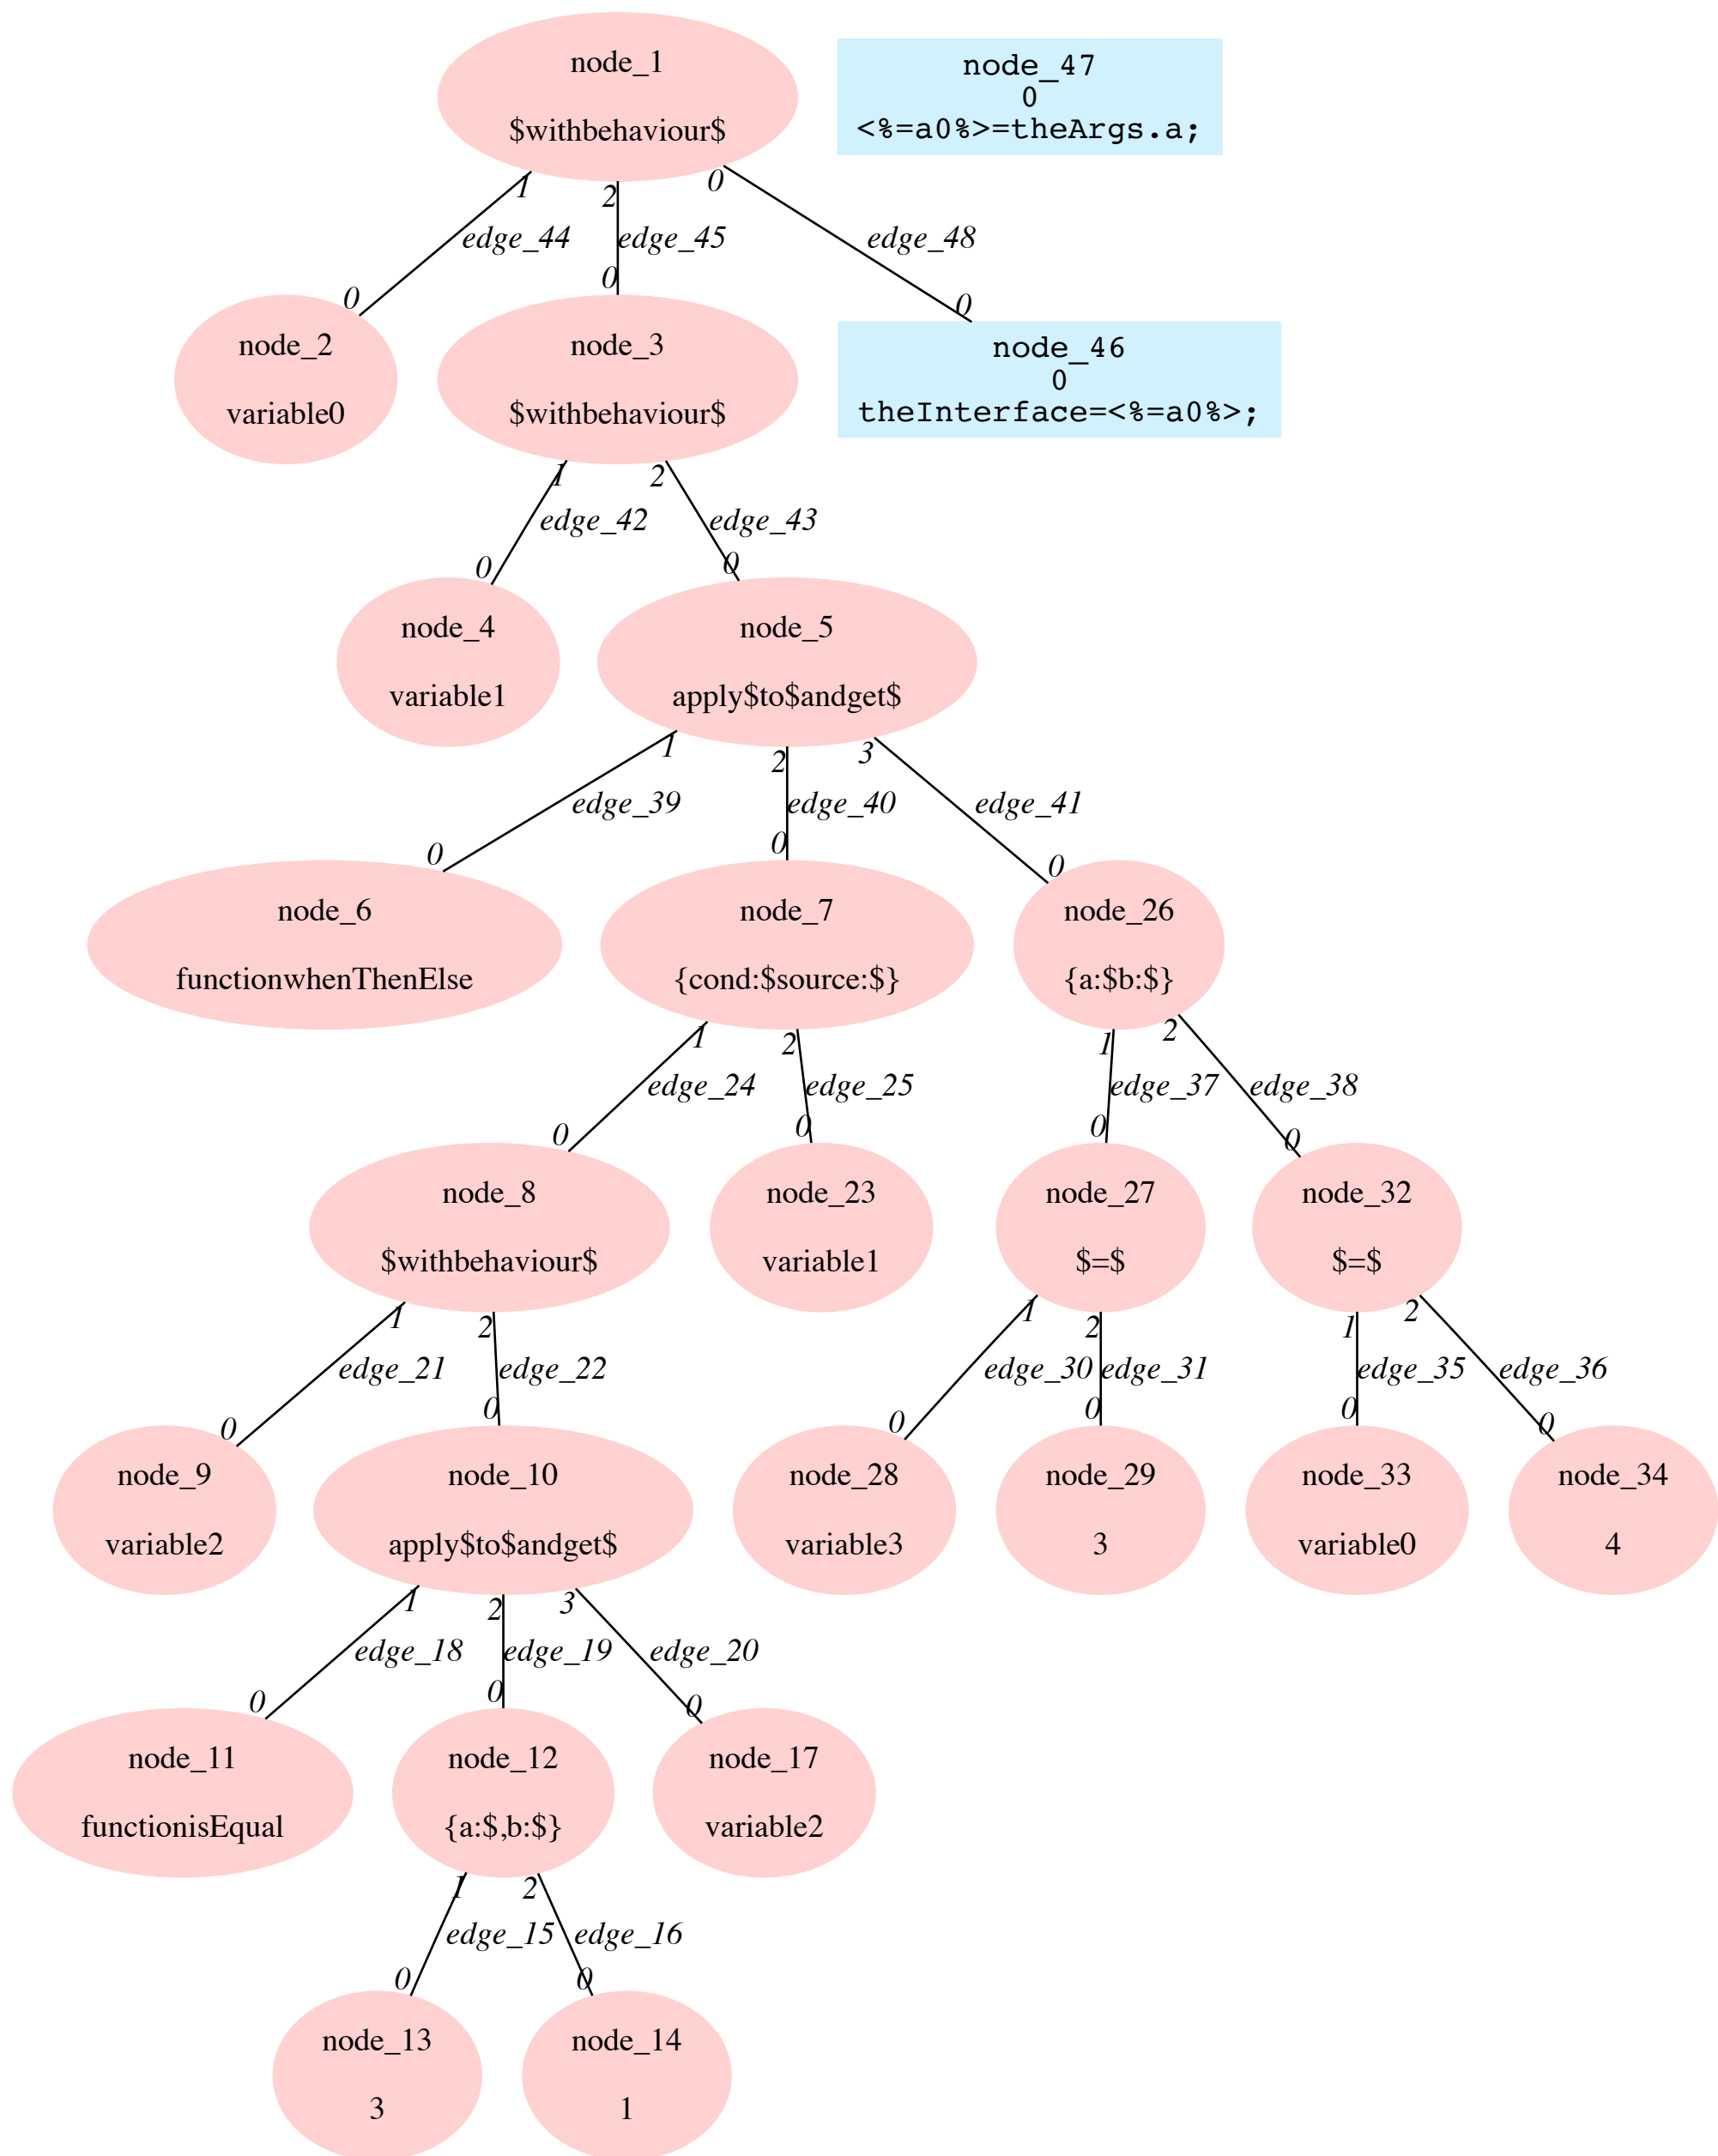 node_1
$withbehaviour$
node_47
0
<%=a0%>=theArgs.a;
1
2
0
edge_44
edge_45
edge_48
0
0
0
node_2
variable0
node_3
$withbehaviour$
node_46
0
theInterface=<%=a0%>;
1
2
edge_42
edge_43
0
0
node_4
variable1
node_5
apply$to$andget$
1
2
3
edge_39
edge_40
edge_41
0
0
0
node_6
functionwhenThenElse
node_7
{cond:$source:$}
node_26
{a:$b:$}
1
2
1
2
edge_24
edge_25
edge_37
edge_38
0
0
0
0
node_8
$withbehaviour$
node_23
variable1
node_27
$=$
node_32
$=$
1
2
1
2
1
2
edge_21
edge_22
edge_30
edge_31
edge_35
edge_36
0
0
0
0
0
0
node_9
variable2
node_10
apply$to$andget$
node_28
variable3
node_29
3
node_33
variable0
node_34
4
1
2
3
edge_18
edge_19
edge_20
0
0
0
node_11
functionisEqual
node_12
{a:$,b:$}
node_17
variable2
1
2
edge_15
edge_16
0
0
node_13
3
node_14
1